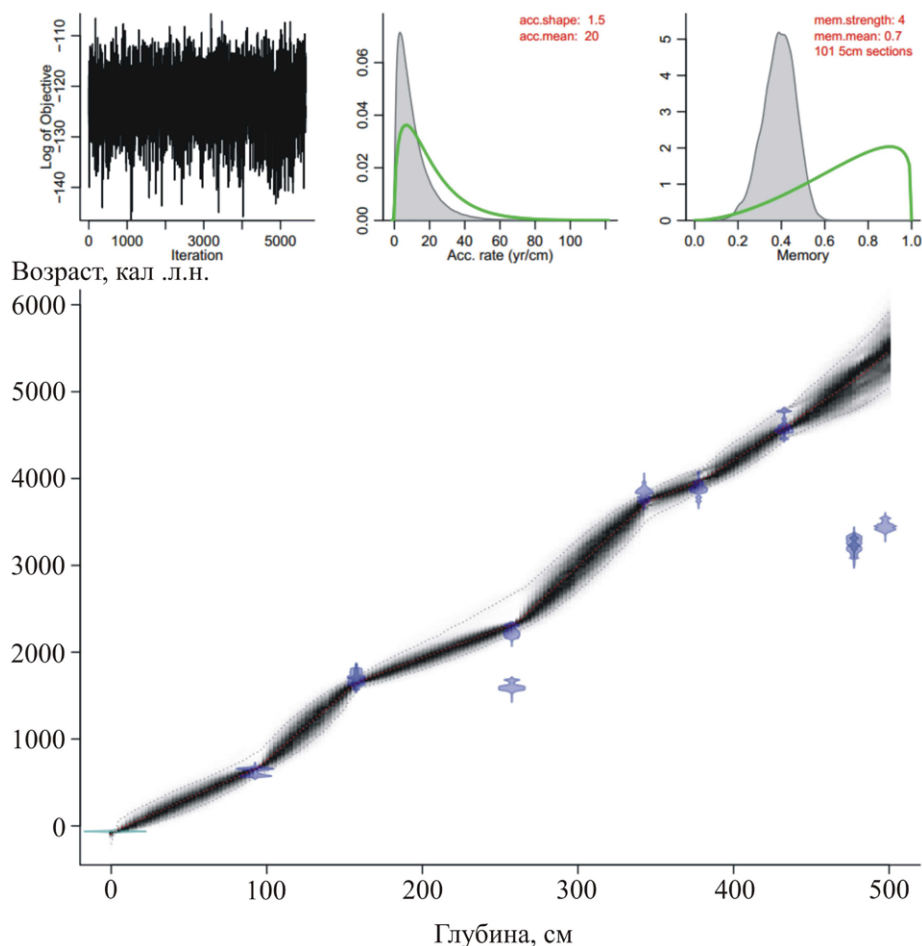 -110
-120
-130
-140
Log of Objective
0 1000 3000 5000
Iteration
acc.shape: 1.5
acc.mean: 20
0.06
0.04
0.02
0.00
0 20 40 60 80 100
Acc. rate (yr/cm)
mem.strength: 4
mem.mean: 0.7
101 5cm sections
5
4
3
2
1
0
0.0 0.2 0.4 0.6 0.8 1.0
Memory
Возраст, кал .л.н.
6000
5000
4000
3000
2000
1000
0
0 100 200 300 400 500
Глубина, см